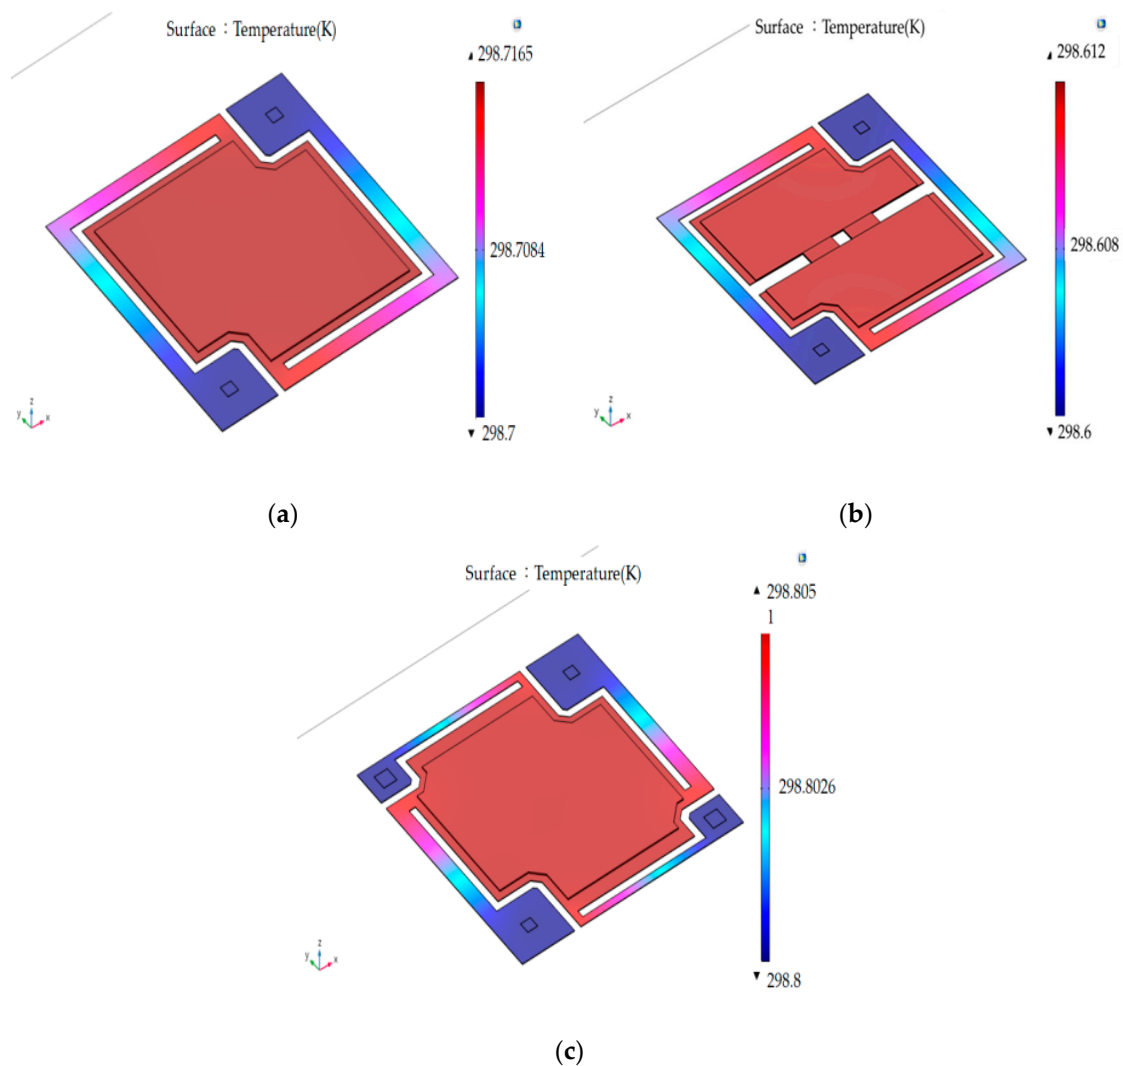 Surface：Temperature(K)
▲ 298.7165
298.7084
▼ 298.7
z
y
x
(a)
Surface：Temperature(K)
▲ 298.612
298.608
▼ 298.6
z
y
x
(b)
Surface：Temperature(K)
▲ 298.805
1
298.8026
▼ 298.8
z
y
x
(c)